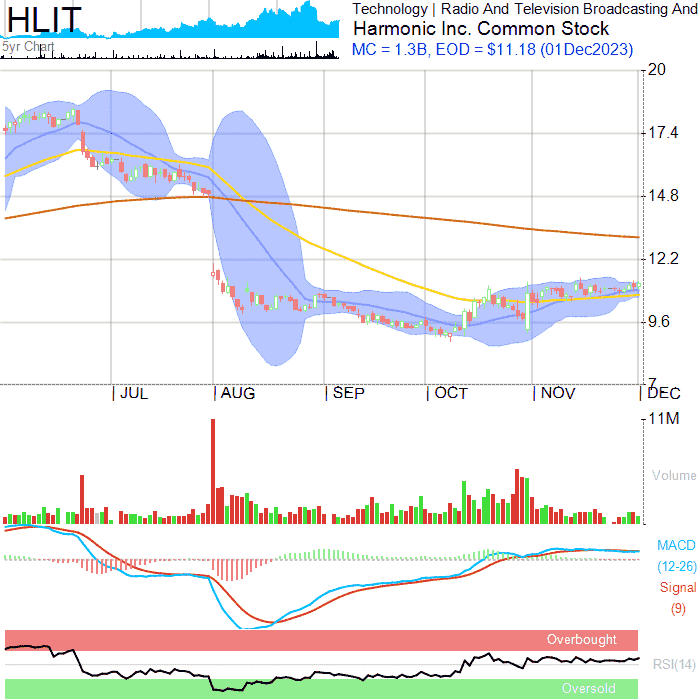 HLIT
5yr Chart
Technology | Radio And Television Broadcasting And
Harmonic Inc. Common Stock
MC = 1.3B, EOD = $11.18 (01Dec2023)
20
17.4
14.8
12.2
9.6
7
JUL
AUG
SEP
OCT
NOV
DEC
11M
Volume
MACD
(12-26)
Signal
(9)
Overbought
RSI(14)
Oversold